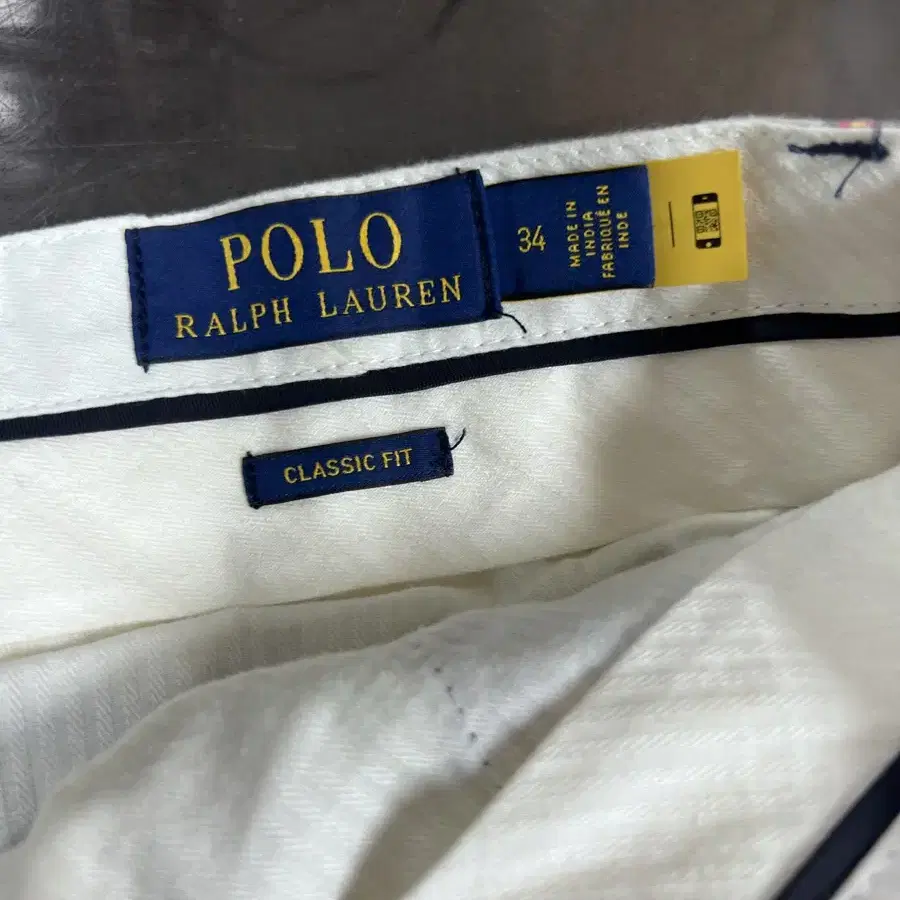 POLO
RALPH LAUREN
34
MADE IN
INDIA
FABRIQUÉ EN
INDE
CLASSIC FIT